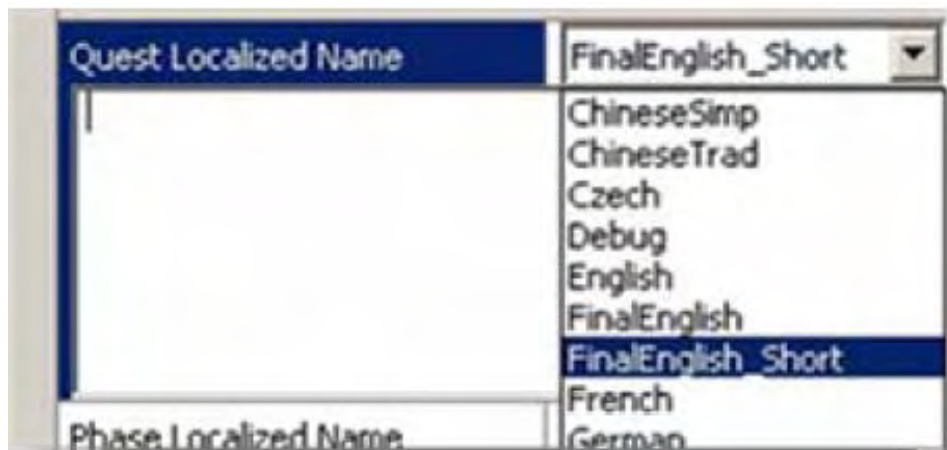 Quest Localized Name FinalEnglish_Short
ChineseSimp
ChineseTrad
Czech
Debug
English
FinalEnglish
FinalEnglish_Short
French
Phase Localized Name German